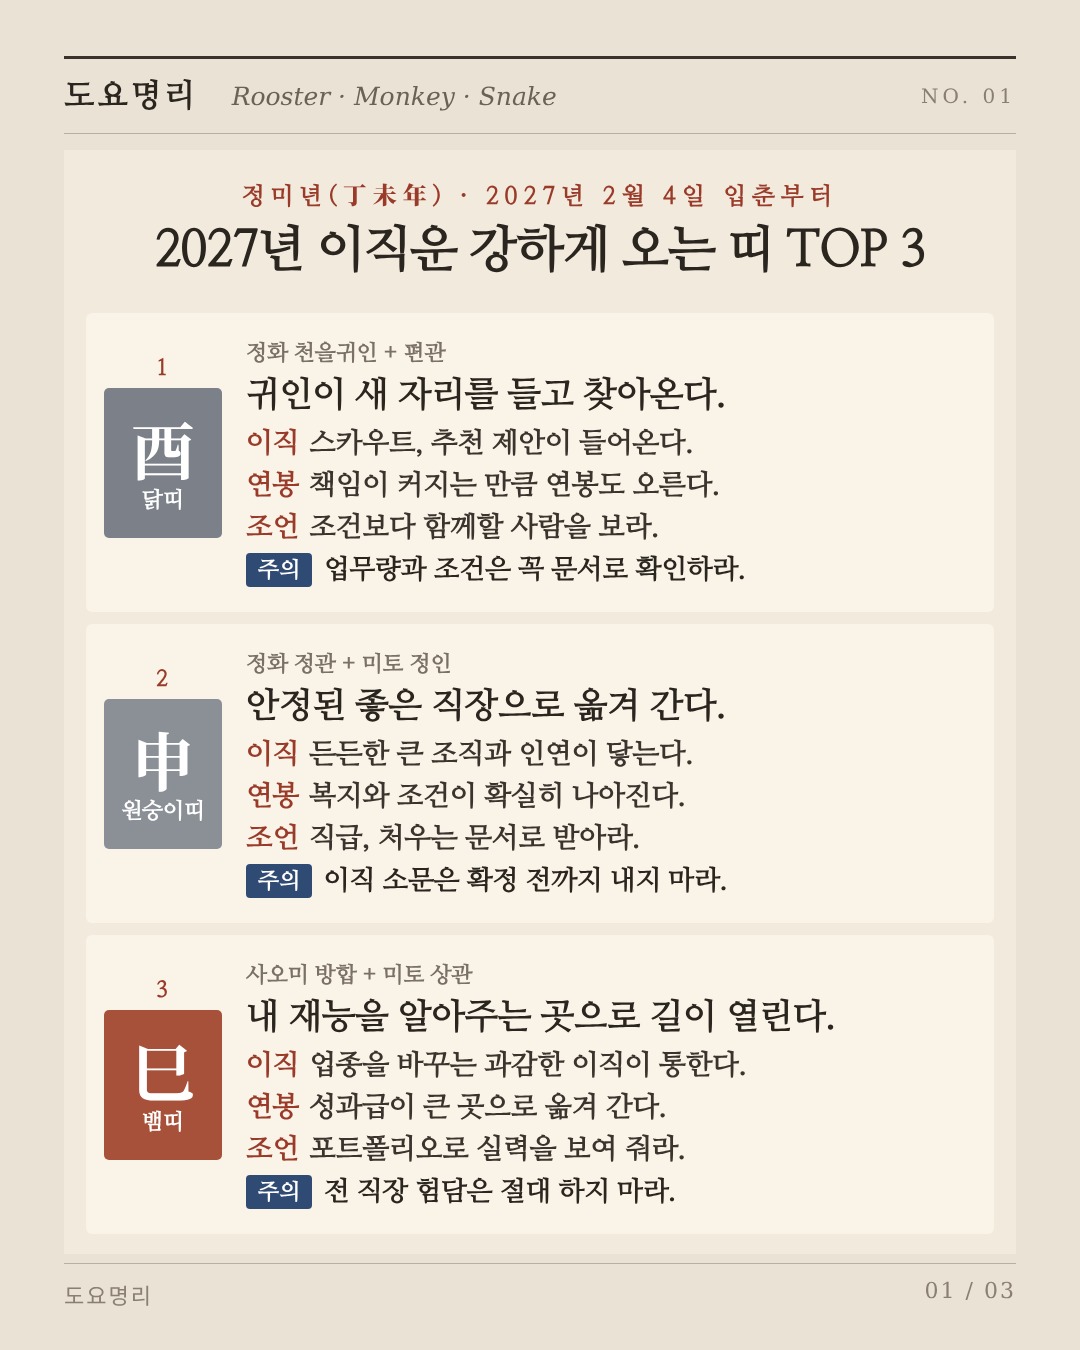 도요명리 Rooster · Monkey · Snake NO. 01
정미년(丁未年) · 2027년 2월 4일 입춘부터
2027년 이직운 강하게 오는 띠 TOP 3
1
酉
닭띠
정화 천을귀인 + 편관
귀인이 새 자리를 들고 찾아온다.
이직 스카우트, 추천 제안이 들어온다.
연봉 책임이 커지는 만큼 연봉도 오른다.
조언 조건보다 함께할 사람을 보라.
주의 업무량과 조건은 꼭 문서로 확인하라.
2
申
원숭이띠
정화 정관 + 미토 정인
안정된 좋은 직장으로 옮겨 간다.
이직 든든한 큰 조직과 인연이 닿는다.
연봉 복지와 조건이 확실히 나아진다.
조언 직급, 처우는 문서로 받아라.
주의 이직 소문은 확정 전까지 내지 마라.
3
巳
뱀띠
사오미 방합 + 미토 상관
내 재능을 알아주는 곳으로 길이 열린다.
이직 업종을 바꾸는 과감한 이직이 통한다.
연봉 성과급이 큰 곳으로 옮겨 간다.
조언 포트폴리오로 실력을 보여 줘라.
주의 전 직장 험담은 절대 하지 마라.
도요명리 01 / 03